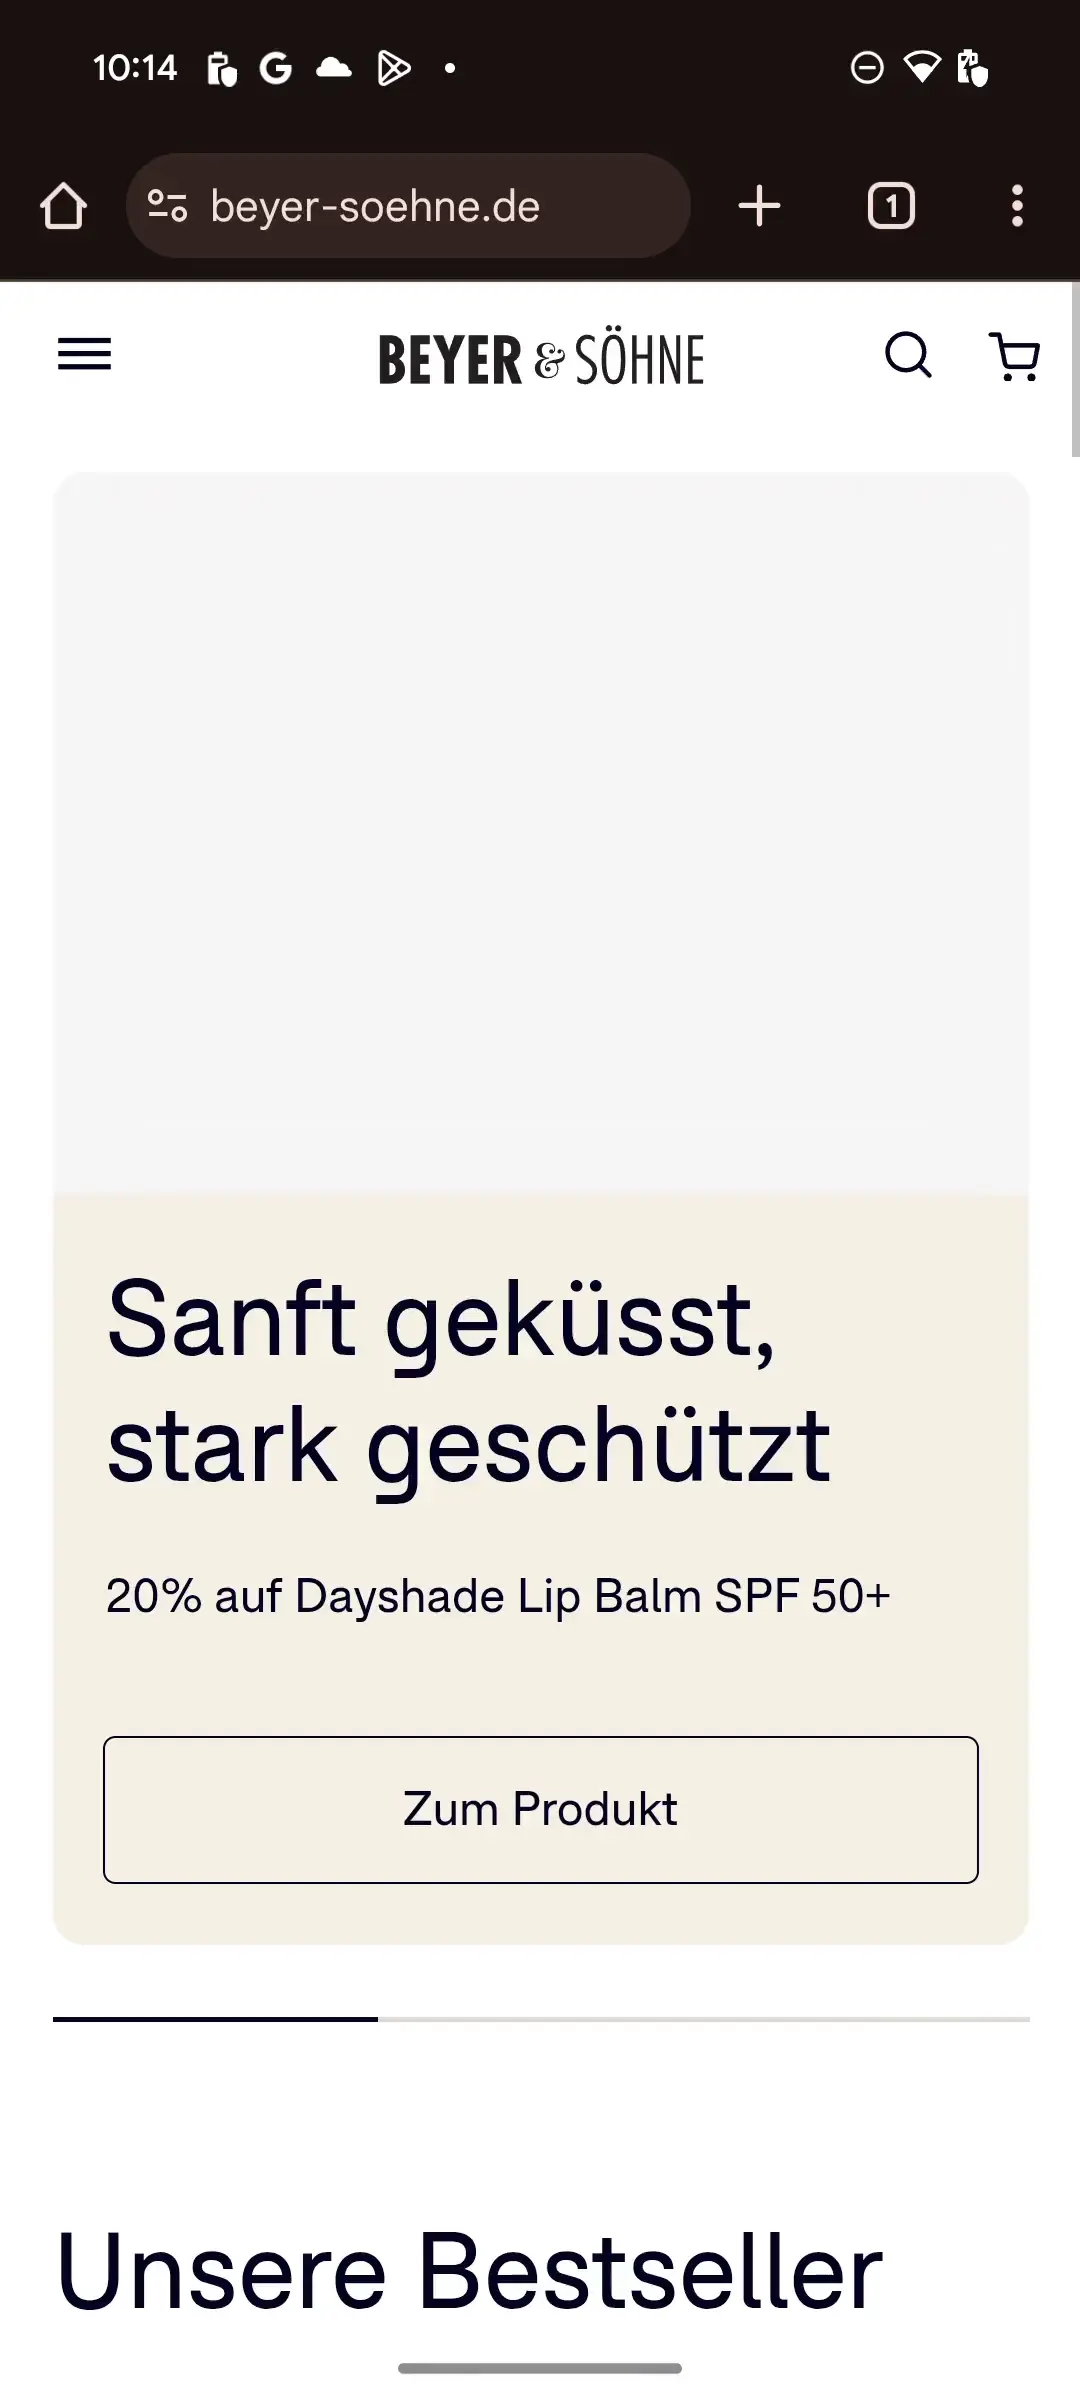 10:14
beyer-soehne.de
1
BEYER & SÖHNE
Sanft geküsst,
stark geschützt
20% auf Dayshade Lip Balm SPF 50+
Zum Produkt
Unsere Bestseller